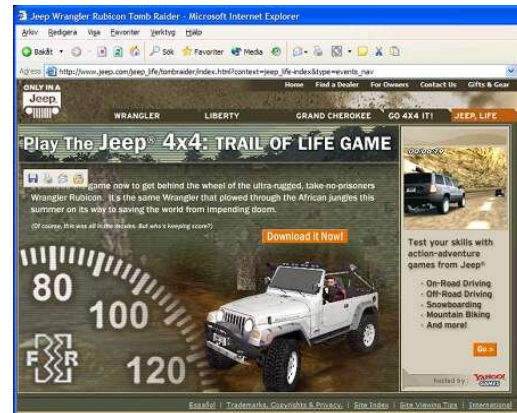 Jeep Wrangler Rubicon Tomb Raider - Microsoft Internet Explorer
Arkiv Redigera Visa Favoriter Verktyg Hjälp
Bakåt Sök Favoriter Media
Adress http://www.jeep.com/jeep_life/tombraider/index.html?context=jeep_life-index&type=events_nav
ONLY IN A
Jeep
Home Find a Dealer For Owners Contact Us Gifts & Gear
WRANGLER LIBERTY GRAND CHEROKEE GO 4X4 IT! JEEP® LIFE
Play The Jeep® 4x4: TRAIL OF LIFE GAME
game now to get behind the wheel of the ultra-rugged, take-no-prisoners
Wrangler Rubicon. It's the same Wrangler that plowed through the African jungles this
summer on its way to saving the world from impending doom.
(Of course, this was all in the movies. But who's keeping score?)
Download it Now!
80
100
120
F R
Test your skills with
action-adventure
games from Jeep®
- On-Road Driving
- Off-Road Driving
- Snowboarding
- Mountain Biking
- And more!
Go >
hosted by YAHOO!
GAMES
Español | Trademarks, Copyrights & Privacy. | Site Index | Site Viewing Tips | International